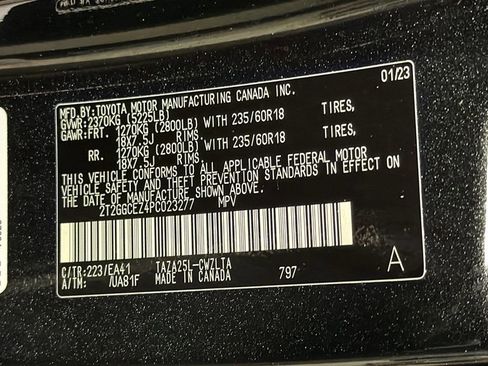 MFD.BY:TOYOTA MOTOR MANUFACTURING CANADA INC. 01/23
GVWR:2370KG (5225LB)
GAWR:FRT. 1270KG (2800LB) WITH 235/60R18 TIRES,
18X7.5J RIMS,
RR. 1270KG (2800LB) WITH 235/60R18 TIRES,
18X7.5J RIMS,
THIS VEHICLE CONFORMS TO ALL APPLICABLE FEDERAL MOTOR
VEHICLE SAFETY AND THEFT PREVENTION STANDARDS IN EFFECT ON
THE DATE OF MANUFACTURE SHOWN ABOVE.
2T2GGCEZ4PC023277 MPV
C/TR:223/EA41 TAZA25L-CWZLTA
A/TM: /UA81F MADE IN CANADA 797 A